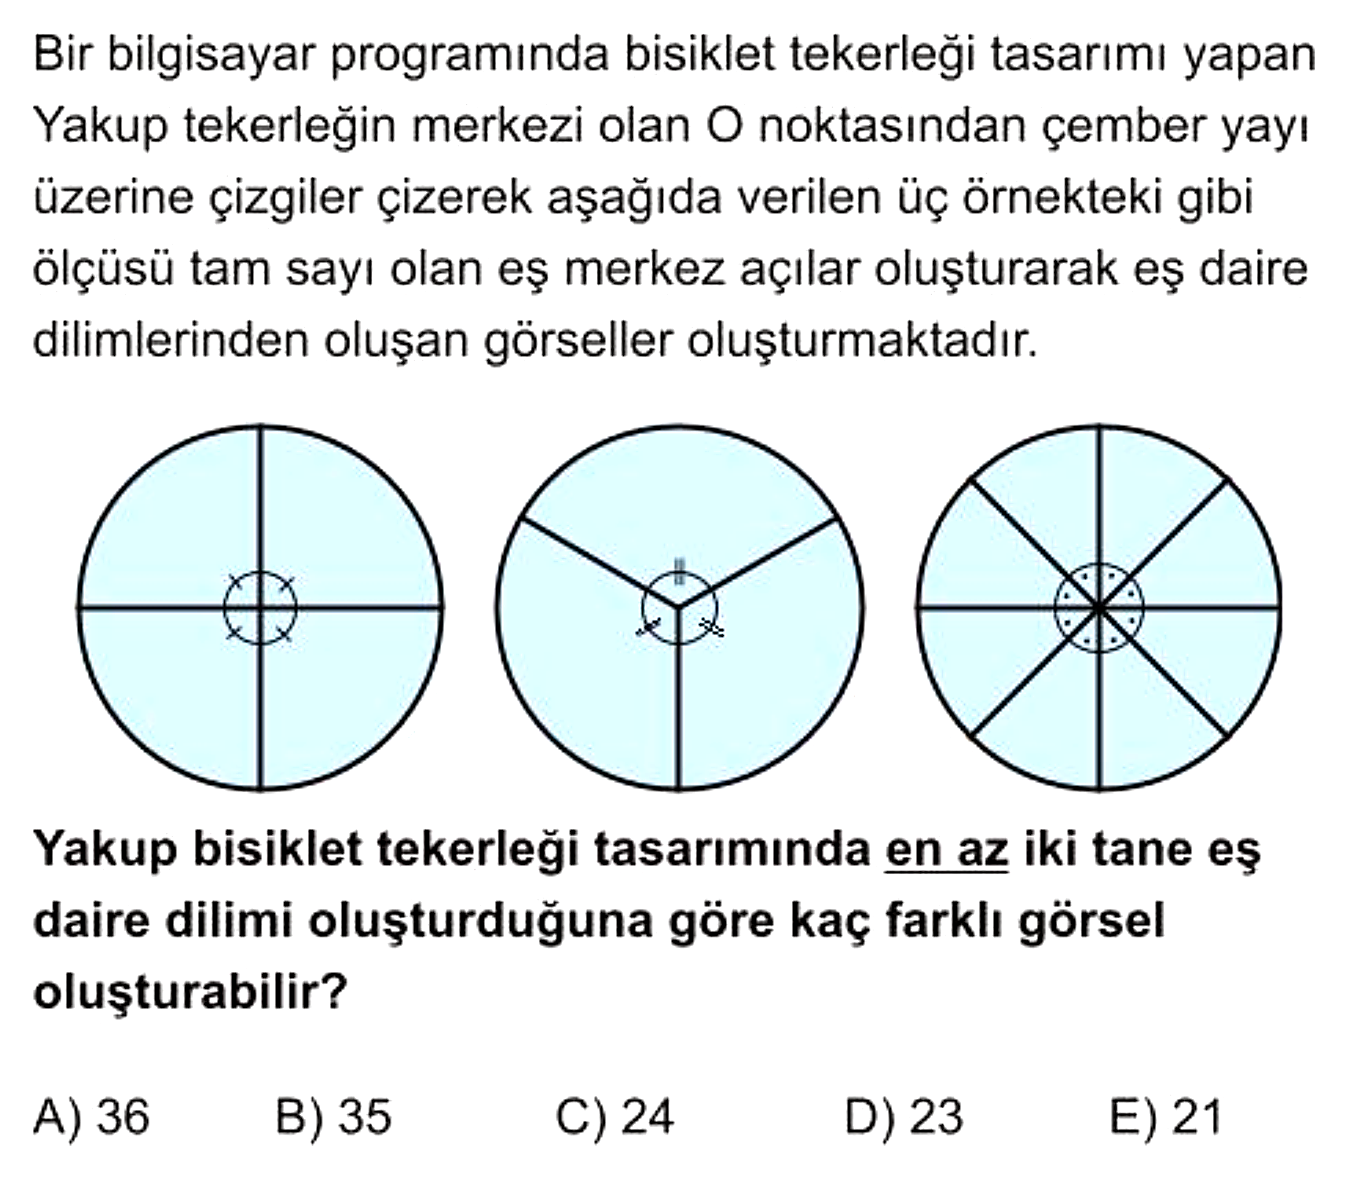 Bir bilgisayar programında bisiklet tekerleği tasarımı yapan
Yakup tekerleğin merkezi olan O noktasından çember yayı
üzerine çizgiler çizerek aşağıda verilen üç örnekteki gibi
ölçüsü tam sayı olan eş merkez açılar oluşturarak eş daire
dilimlerinden oluşan görseller oluşturmaktadır.
Yakup bisiklet tekerleği tasarımında en az iki tane eş
daire dilimi oluşturduğuna göre kaç farklı görsel
oluşturabilir?
A) 36 B) 35 C) 24 D) 23 E) 21